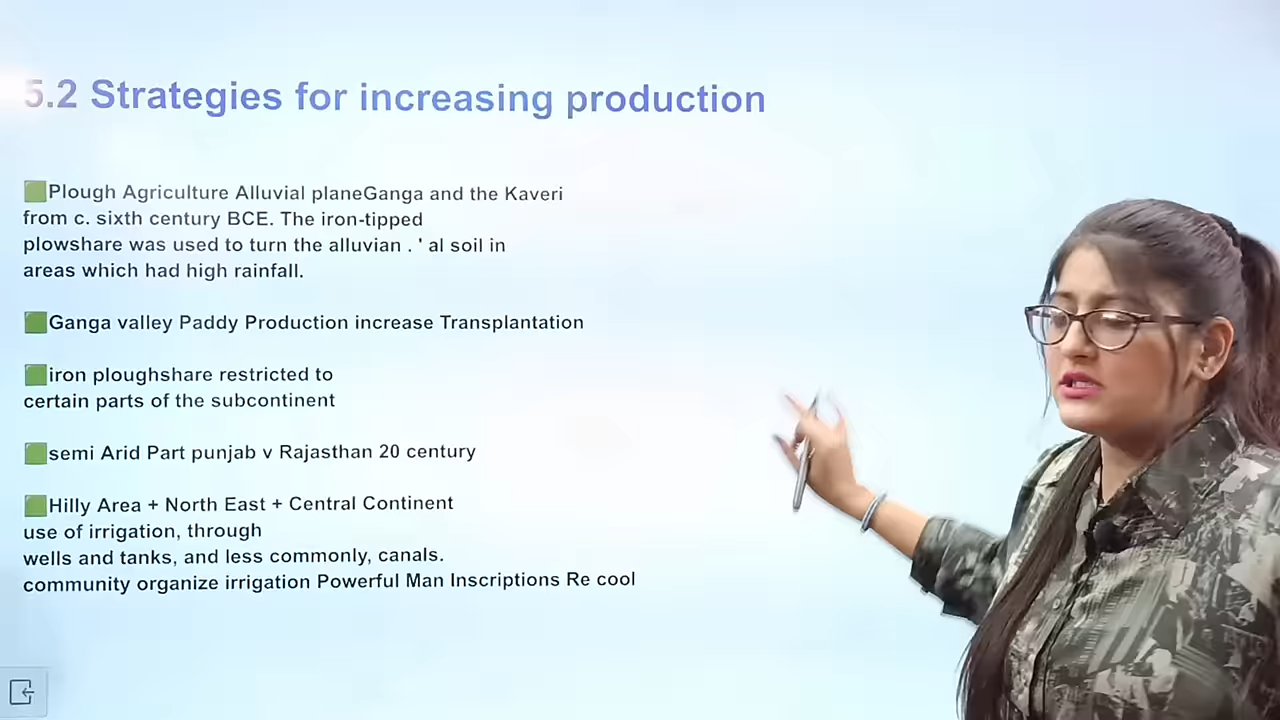 5.2 Strategies for increasing production
Plough Agriculture Alluvial planeGanga and the Kaveri
from c. sixth century BCE. The iron-tipped
plowshare was used to turn the alluvian . ' al soil in
areas which had high rainfall.
Ganga valley Paddy Production increase Transplantation
iron ploughshare restricted to
certain parts of the subcontinent
semi Arid Part punjab v Rajasthan 20 century
Hilly Area + North East + Central Continent
use of irrigation, through
wells and tanks, and less commonly, canals.
community organize irrigation Powerful Man Inscriptions Re cool